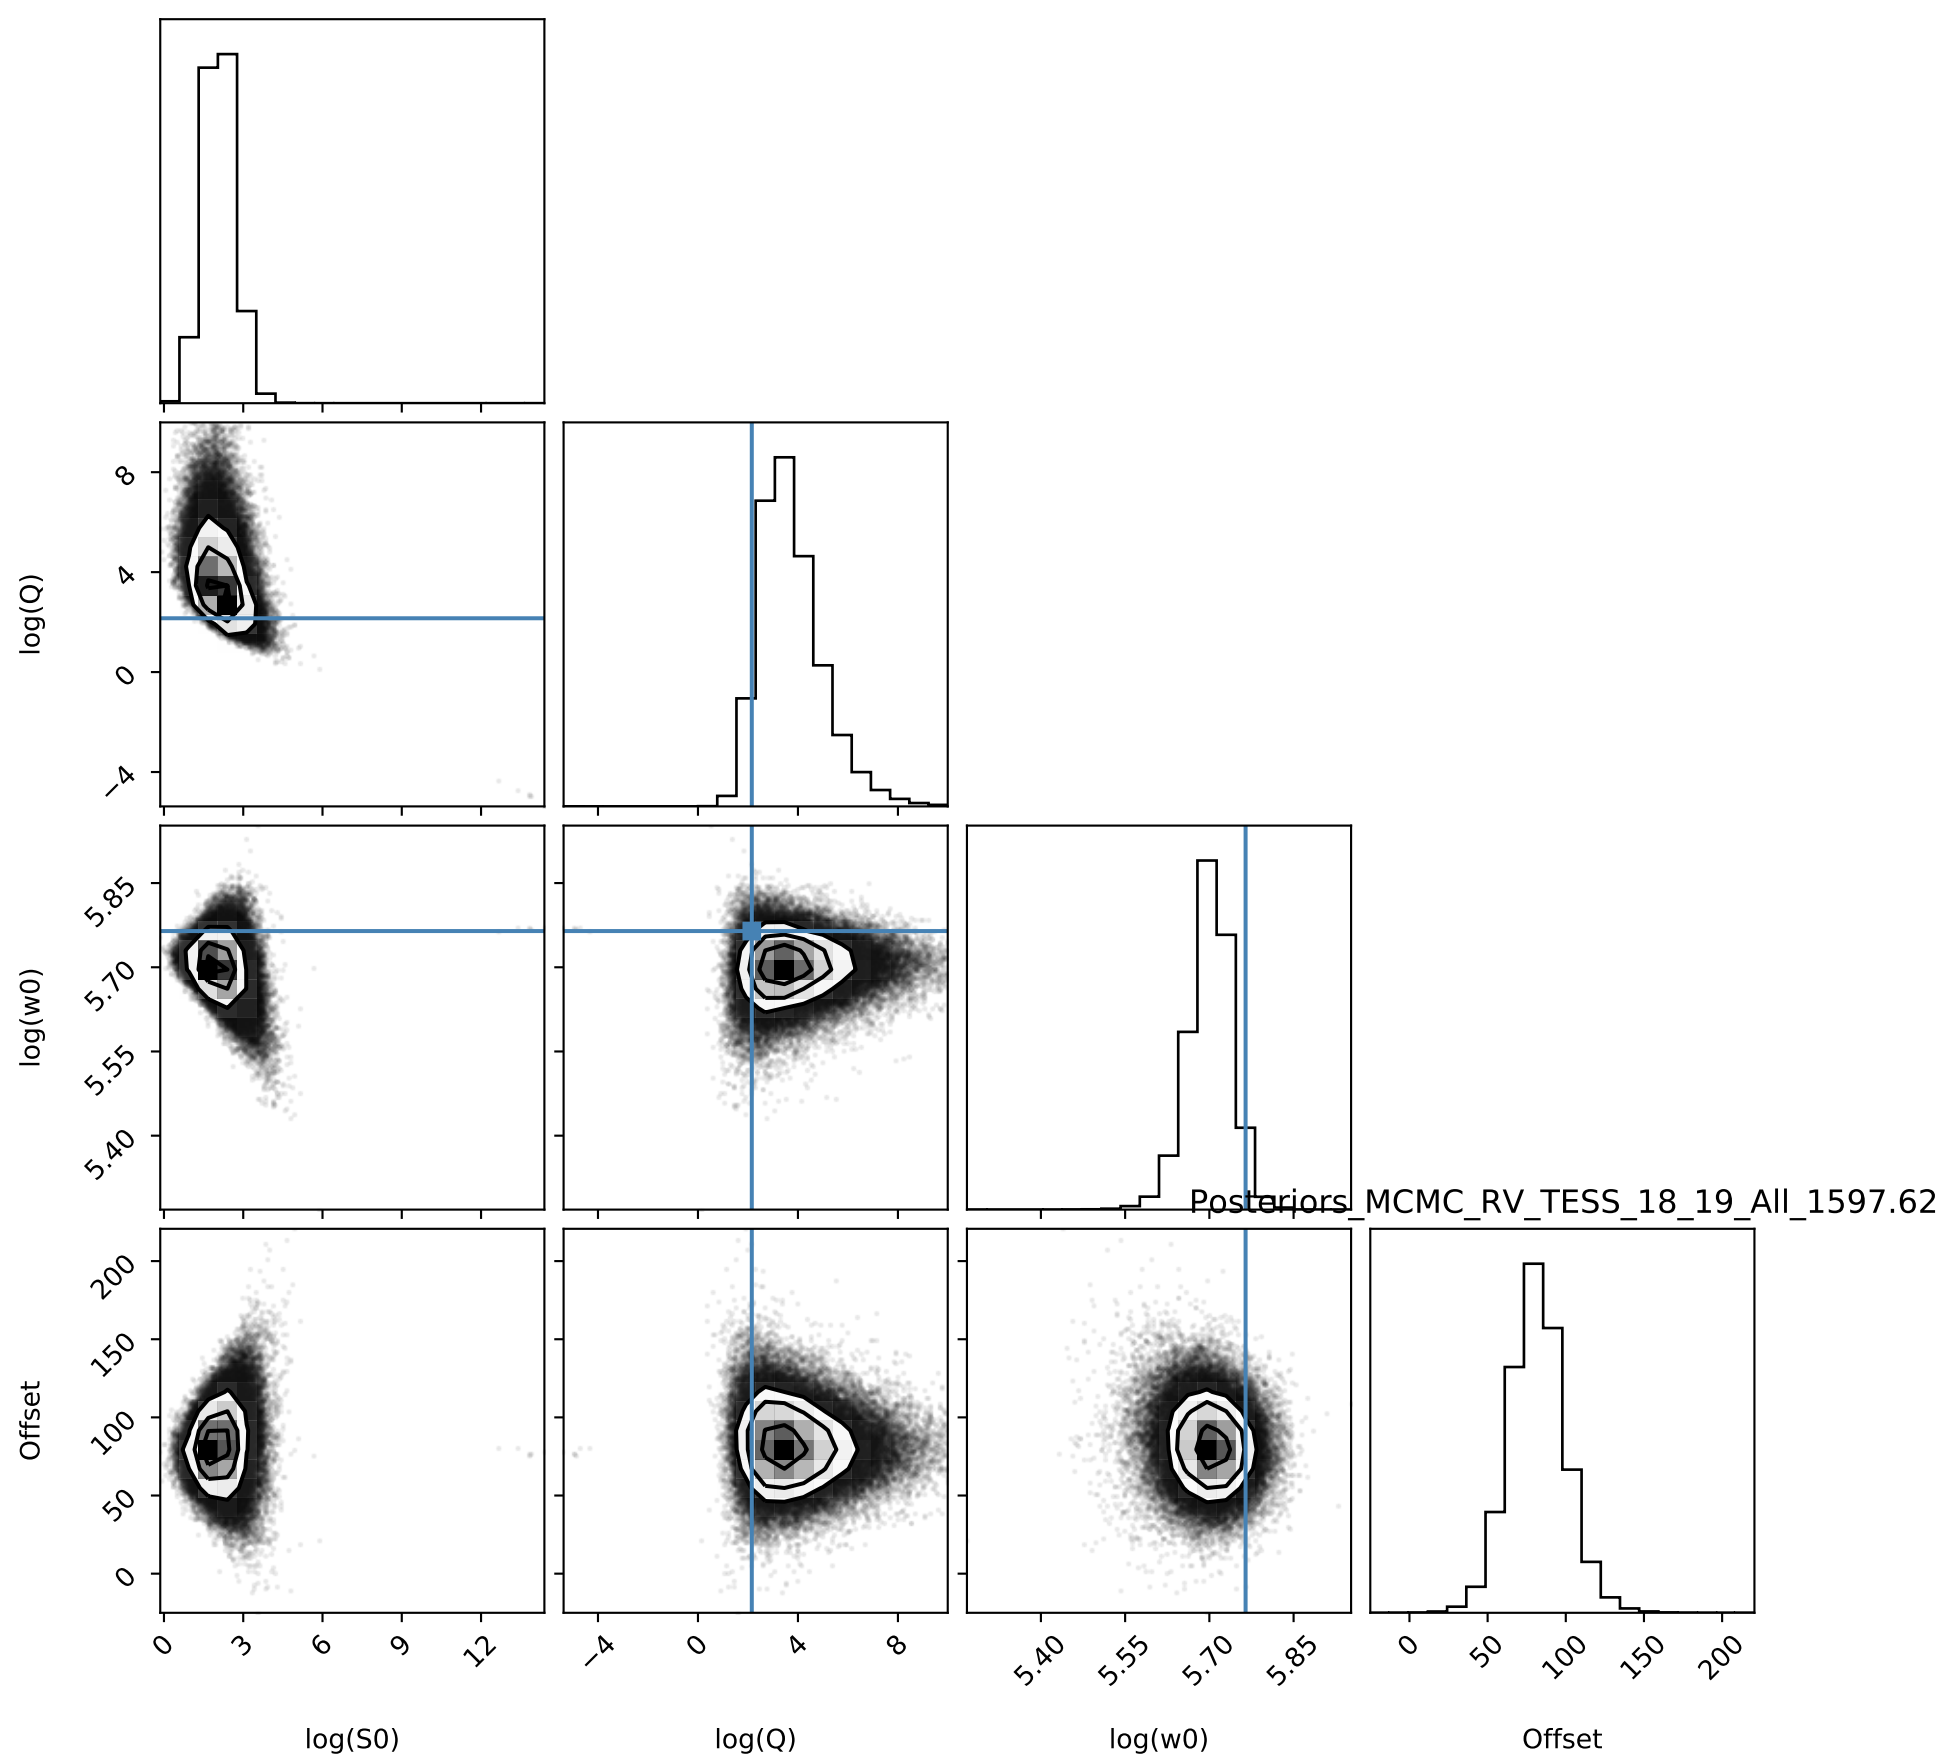 8
4
0
−4
log(Q)
5.85
5.70
5.55
5.40
log(w0)
Posteriors_MCMC_RV_TESS_18_19_All_1597.62
200
150
100
50
0
Offset
0 3 6 9 12
−4 0 4 8
5.40 5.55 5.70 5.85
0 50 100 150 200
log(S0) log(Q) log(w0) Offset